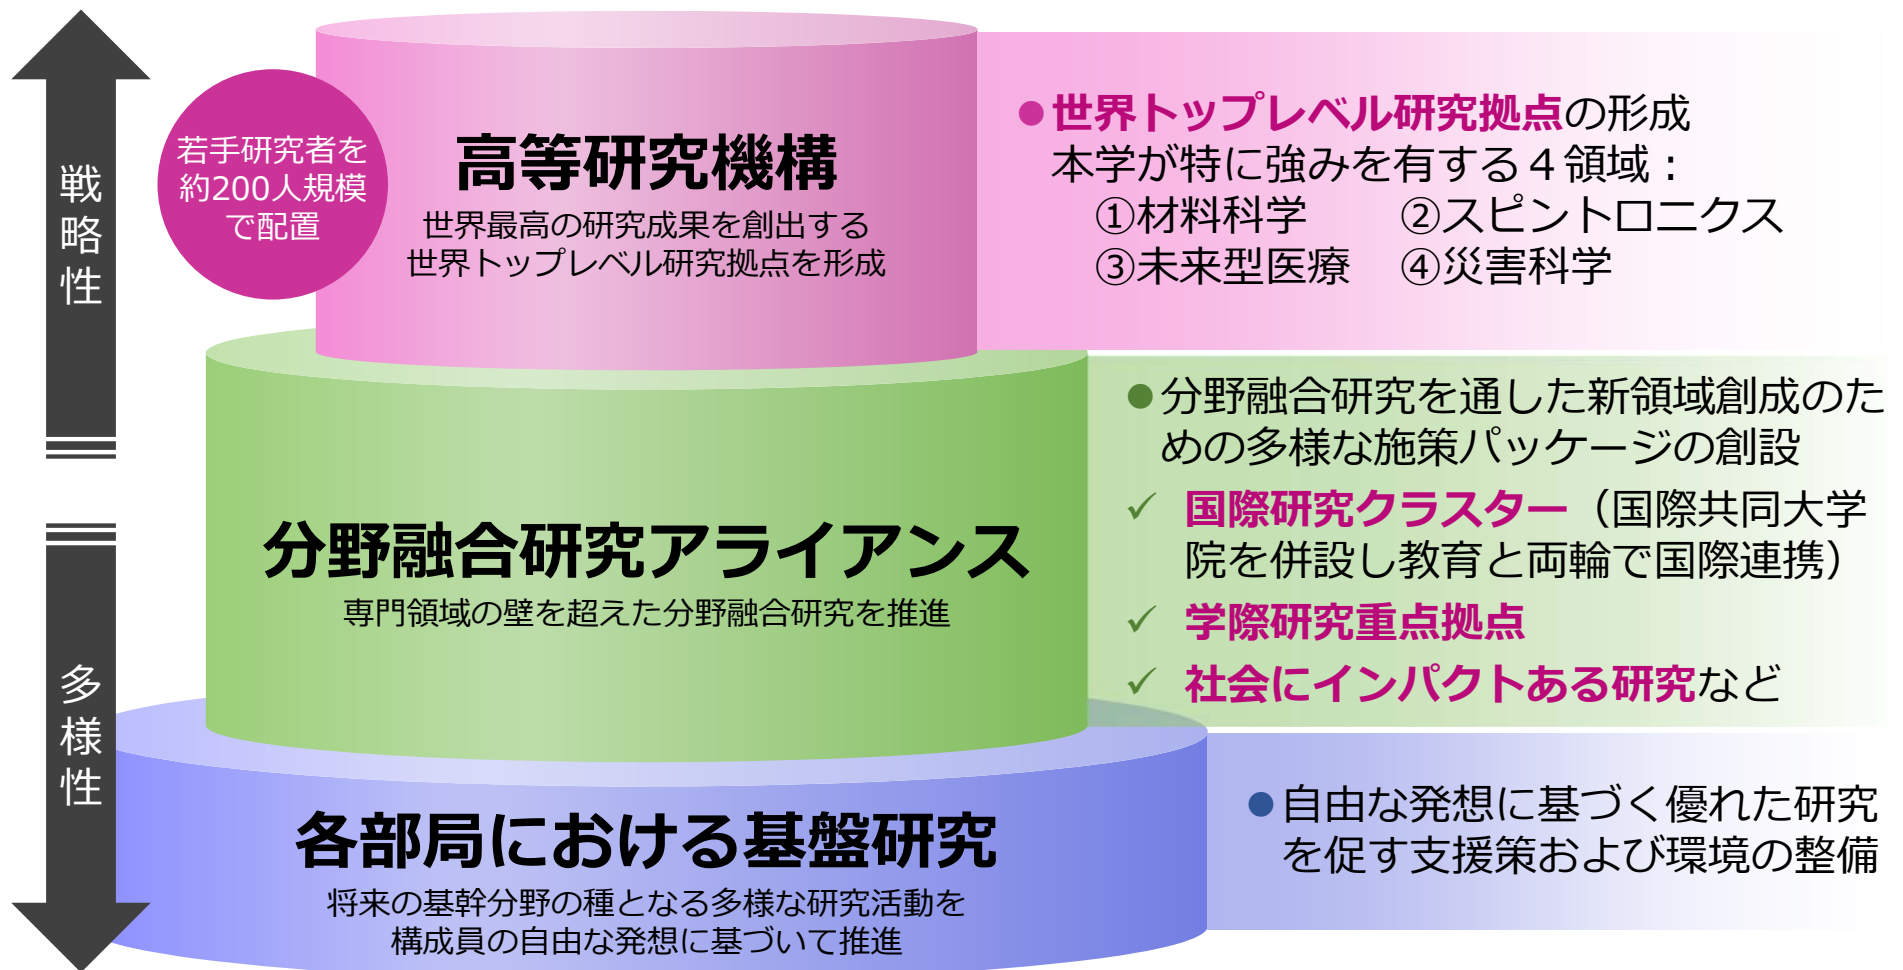 戦略性
多様性
若手研究者を
約200人規模
で配置
高等研究機構
世界最高の研究成果を創出する
世界トップレベル研究拠点を形成
●世界トップレベル研究拠点の形成
本学が特に強みを有する４領域：
①材料科学　②スピントロニクス
③未来型医療　④災害科学
分野融合研究アライアンス
専門領域の壁を超えた分野融合研究を推進
●分野融合研究を通した新領域創成のた
めの多様な施策パッケージの創設
✓ 国際研究クラスター（国際共同大学
院を併設し教育と両輪で国際連携）
✓ 学際研究重点拠点
✓ 社会にインパクトある研究など
各部局における基盤研究
将来の基幹分野の種となる多様な研究活動を
構成員の自由な発想に基づいて推進
●自由な発想に基づく優れた研究
を促す支援策および環境の整備